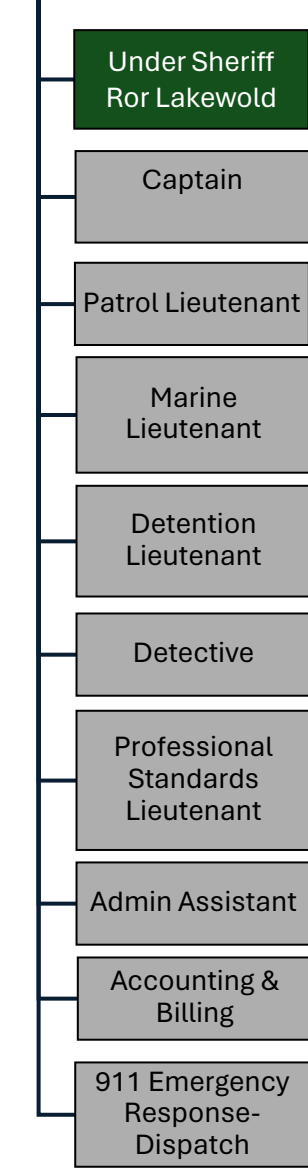 Under Sheriff
Ror Lakewold
Captain
Patrol Lieutenant
Marine
Lieutenant
Detention
Lieutenant
Detective
Professional
Standards
Lieutenant
Admin Assistant
Accounting &
Billing
911 Emergency
Response-
Dispatch